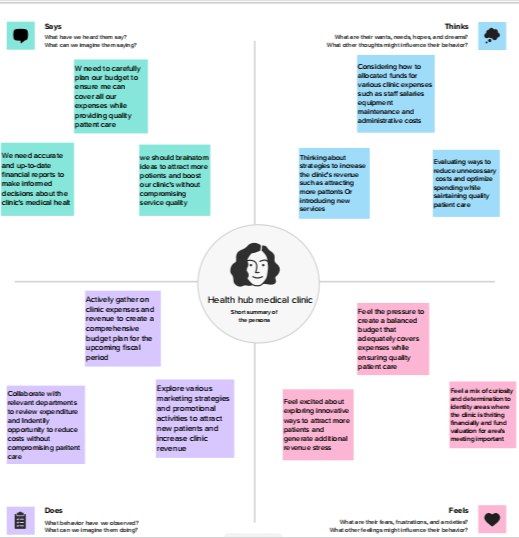 Says
What have we heard them say?
What can we imagine them saying?
Thinks
What are their wants, needs, hopes, and dreams?
What other thoughts might influence their behavior?
W need to carefully
plan our budget to
ensure me can
cover all our
expenses while
providing quality
patient care
We need accurate
and up-to-date
financial reports to
make informed
decisions about the
clinic's medical healt
we should brainatom
ideas to attract more
potients and boost
our clinic's without
compromising
service quality
Considering how to
allocated funds for
various clinic expenses
such as staff salaries
equipment
maintenance and
administrative costs
Thinking about
strategies to increase
the clinic's revenue
such as attracting
more pattonts Or
introducing new
services
Evaluating ways to
reduce unnecessary
costs and optimize
spending while
saintaining quality
patient care
Health hub medical clinic
Short summary of
the persona
Actively gather on
clinic expenses and
revenue to create a
comprehensive
budget plan for the
upcoming fiscal
period
Collaborate with
relevant departments
to review expenditure
and Indentily
opportunity to reduce
costs without
compromising paritent
care
Explore various
marketing strategies
and promotional
activities to attract
new patients and
increase clinic
revenue
Feel the pressure to
create a balanced
budget that
adequately covers
expenses while
ensuring quality
patient care
Feel excited about
exploring innovative
ways to attract more
patients and
generate additional
revenue stress
Feel a mix of curiosity
and determination to
identity areas where
the clinic is thriting
financially and fund
valuation for area's
meeting important
Does
What behavior have we observed?
What can we imagine them doing?
Feels
What are their fears, frustrations, and anxieties?
What other feelings might influence their behavior?